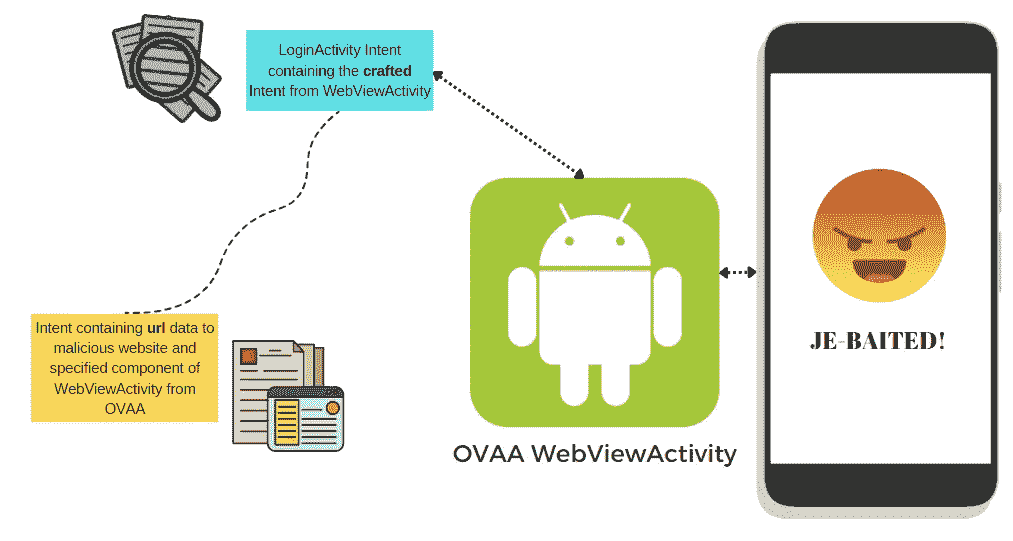 LoginActivity Intent
containing the crafted
Intent from WebViewActivity
Intent containing url data to
malicious website and
specified component of
WebViewActivity from
OVAA
OVAA WebViewActivity
JE-BAITED!